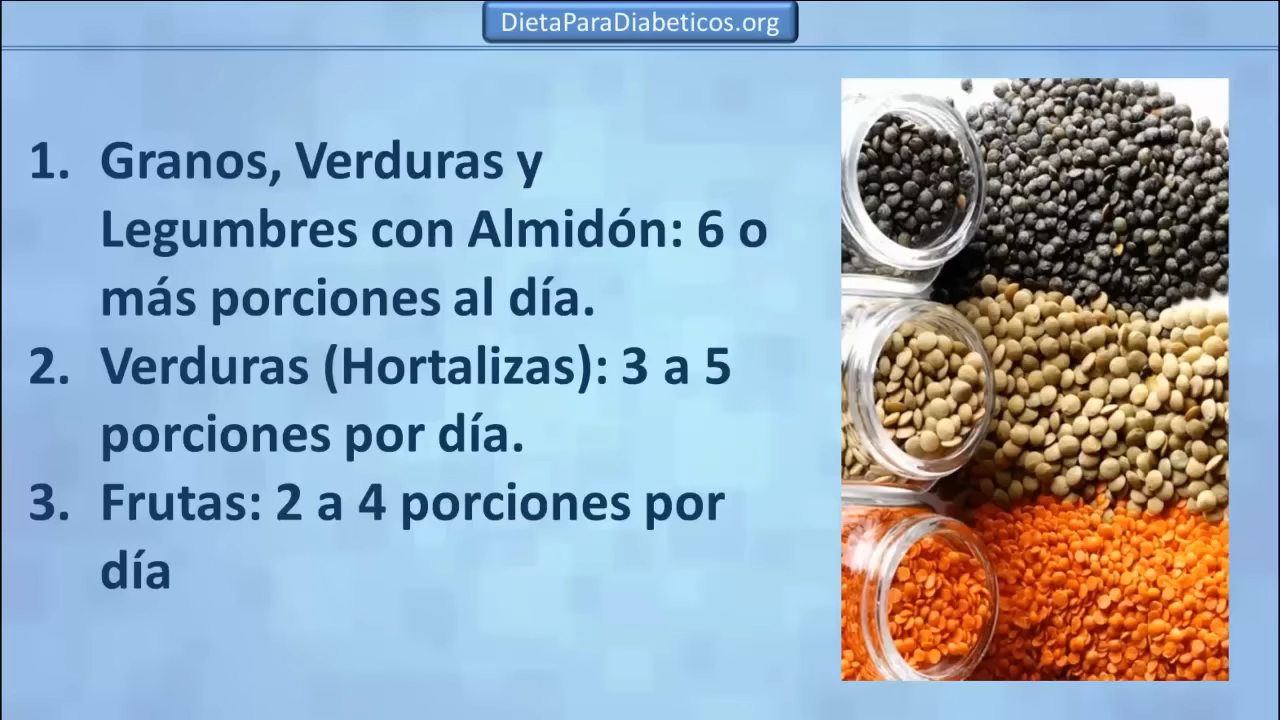 DietaParaDiabeticos.org
1. Granos, Verduras y
Legumbres con Almidón: 6 o
más porciones al día.
2. Verduras (Hortalizas): 3 a 5
porciones por día.
3. Frutas: 2 a 4 porciones por
día